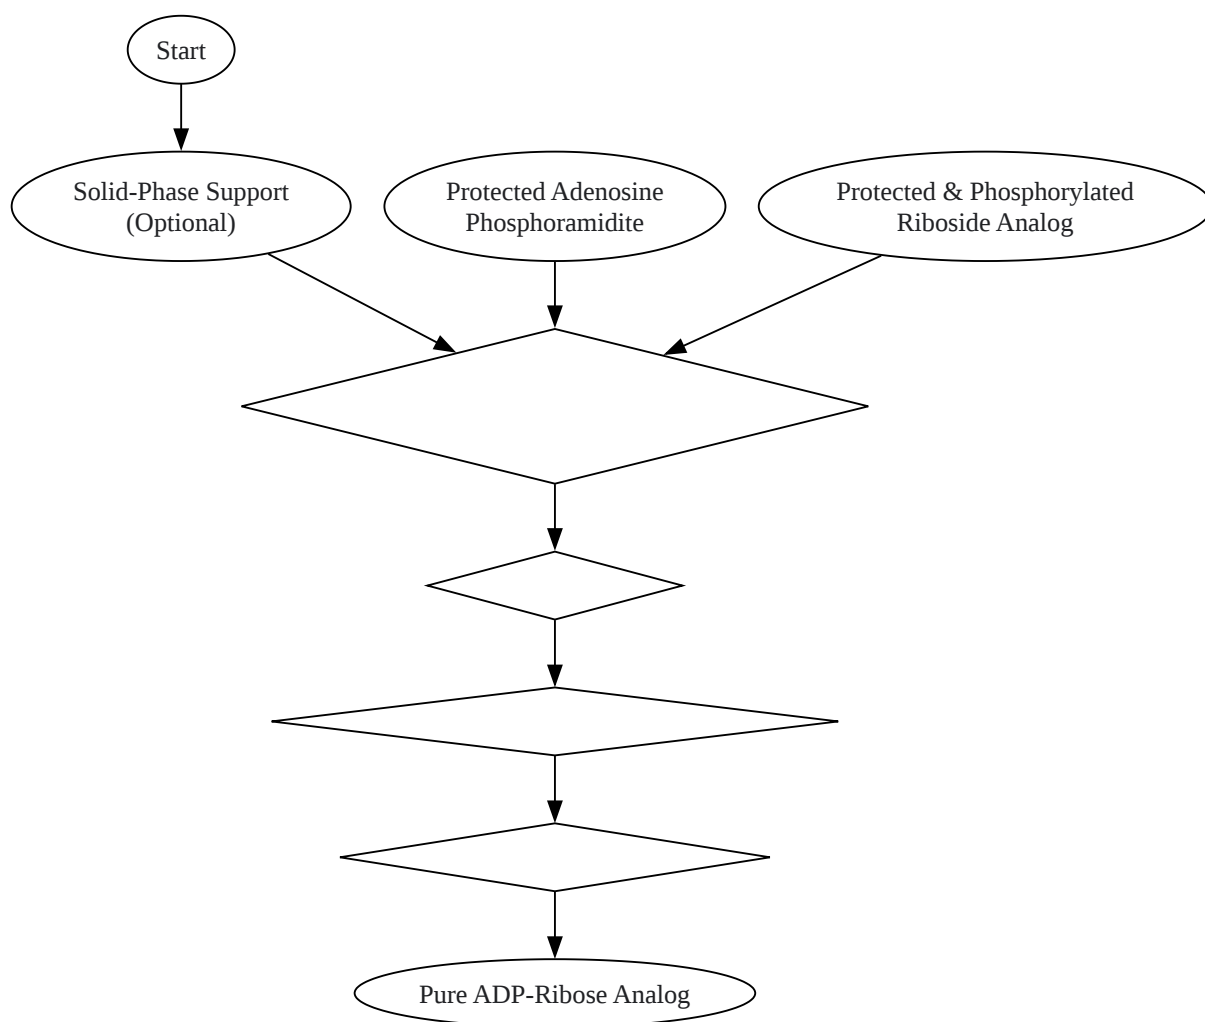 Start
Solid-Phase Support
(Optional)
Protected Adenosine
Phosphoramidite
Protected & Phosphorylated
Riboside Analog
Pure ADP-Ribose Analog